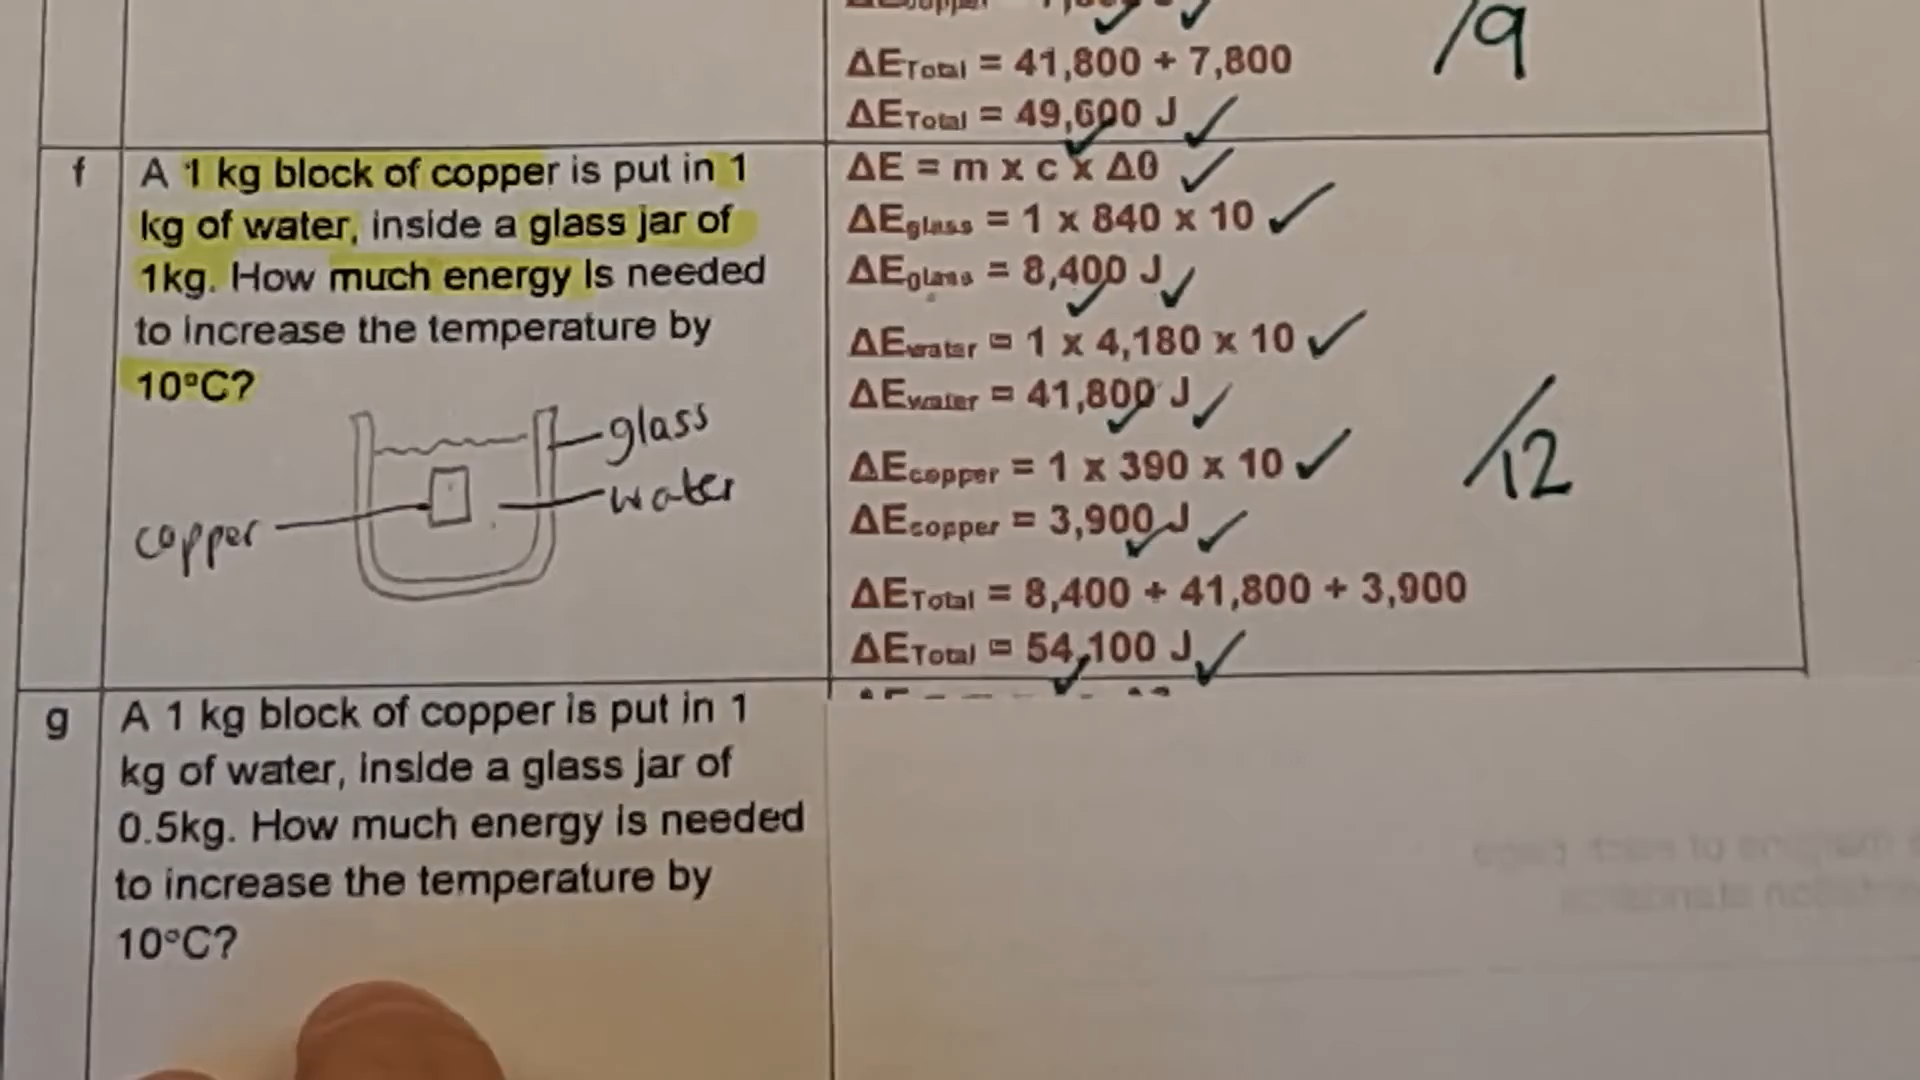 /9
ΔETotal = 41,800 + 7,800
ΔETotal = 49,600 J
f
A 1 kg block of copper is put in 1
kg of water, inside a glass jar of
1kg. How much energy is needed
to increase the temperature by
10°C?
glass
water
copper
ΔE = m x c x Δθ
ΔEglass = 1 x 840 x 10
ΔEglass = 8,400 J
ΔEwater = 1 x 4,180 x 10
ΔEwater = 41,800 J
ΔEcopper = 1 x 390 x 10
ΔEcopper = 3,900 J
ΔETotal = 8,400 + 41,800 + 3,900
ΔETotal = 54,100 J
/12
g
A 1 kg block of copper is put in 1
kg of water, inside a glass jar of
0.5kg. How much energy is needed
to increase the temperature by
10°C?